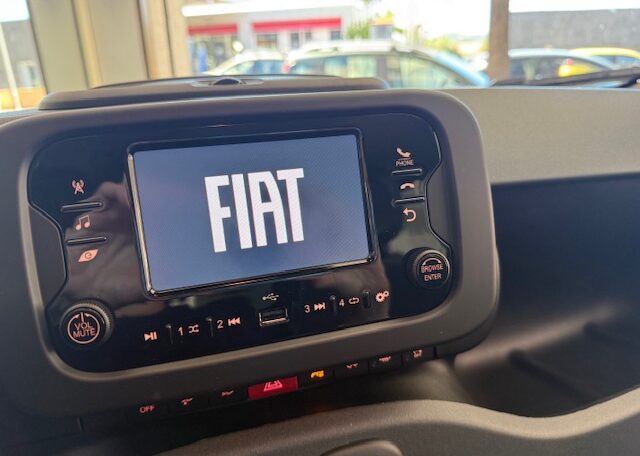 FIAT
PHONE
VOL
MUTE
1
2
3
4
BROWSE
ENTER
OFF